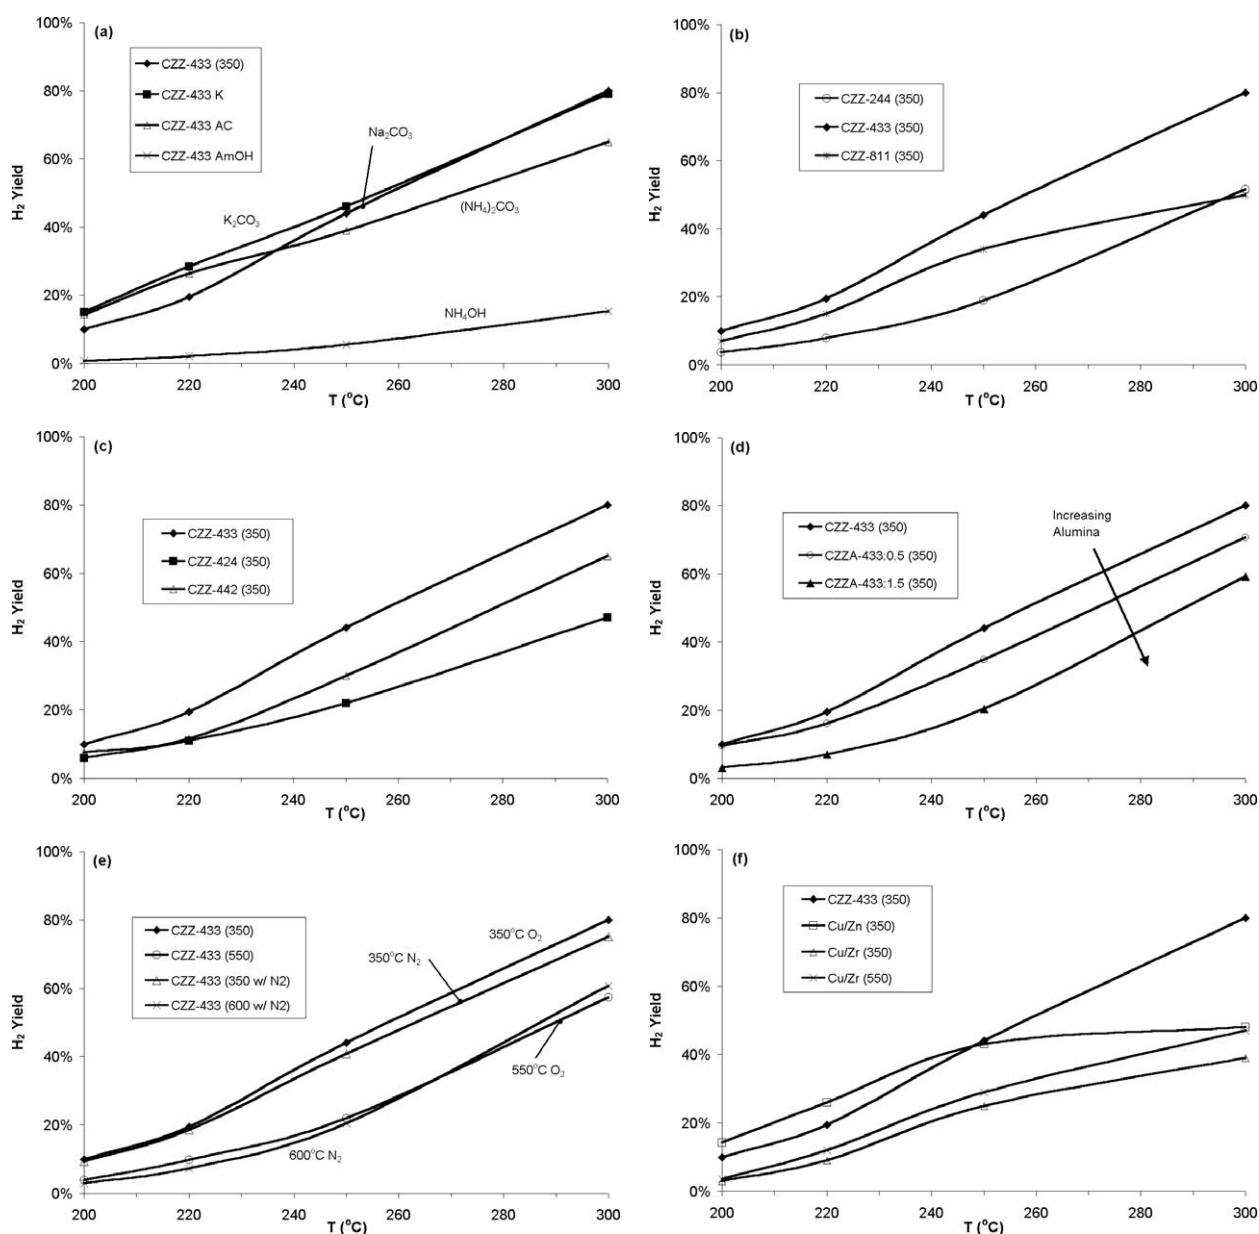 (a)
100%
80%
60%
40%
20%
0%
H₂ Yield
CZZ-433 (350)
CZZ-433 K
CZZ-433 AC
CZZ-433 AmOH
Na₂CO₃
K₂CO₃
(NH₄)₂CO₃
NH₄OH
200 220 240 260 280 300
T (°C)
(b)
100%
80%
60%
40%
20%
0%
H₂ Yield
CZZ-244 (350)
CZZ-433 (350)
CZZ-811 (350)
200 220 240 260 280 300
T (°C)
(c)
100%
80%
60%
40%
20%
0%
H₂ Yield
CZZ-433 (350)
CZZ-424 (350)
CZZ-442 (350)
200 220 240 260 280 300
T (°C)
(d)
100%
80%
60%
40%
20%
0%
H₂ Yield
CZZ-433 (350)
CZZA-433:0.5 (350)
CZZA-433:1.5 (350)
Increasing
Alumina
200 220 240 260 280 300
T (°C)
(e)
100%
80%
60%
40%
20%
0%
H₂ Yield
CZZ-433 (350)
CZZ-433 (550)
CZZ-433 (350 w/ N2)
CZZ-433 (600 w/ N2)
350°C O₂
350°C N₂
550°C O₂
600°C N₂
200 220 240 260 280 300
T (°C)
(f)
100%
80%
60%
40%
20%
0%
H₂ Yield
CZZ-433 (350)
Cu/Zn (350)
Cu/Zr (350)
Cu/Zr (550)
200 220 240 260 280 300
T (°C)